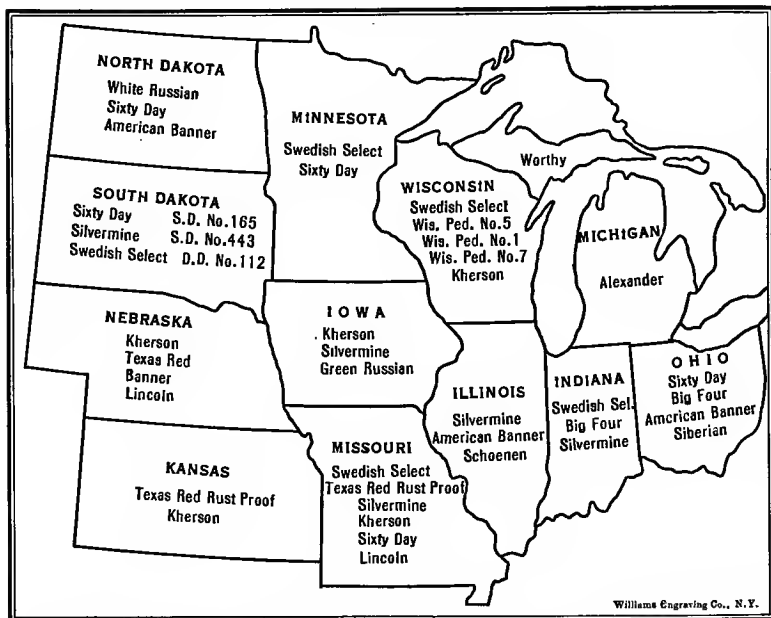 NORTH DAKOTA
White Russian
Sixty Day
American Banner
MINNESOTA
Swedish Select
Sixty Day
Worthy
WISCONSIN
Swedish Select
Wis. Ped. No.5
Wis. Ped. No.1
Wis. Ped. No.7
Kherson
MICHIGAN
Alexander
SOUTH DAKOTA
Sixty Day S.D. No.165
Silvermine S.D. No.443
Swedish Select D.D. No.112
NEBRASKA
Kherson
Texas Red
Banner
Lincoln
IOWA
Kherson
Silvermine
Green Russian
ILLINOIS
Silvermine
American Banner
Schoenen
INDIANA
Swedish Sel.
Big Four
Silvermine
OHIO
Sixty Day
Big Four
American Banner
Siberian
KANSAS
Texas Red Rust Proof
Kherson
MISSOURI
Swedish Select
Texas Red Rust Proof
Silvermine
Kherson
Sixty Day
Lincoln
Williams Engraving Co., N.Y.